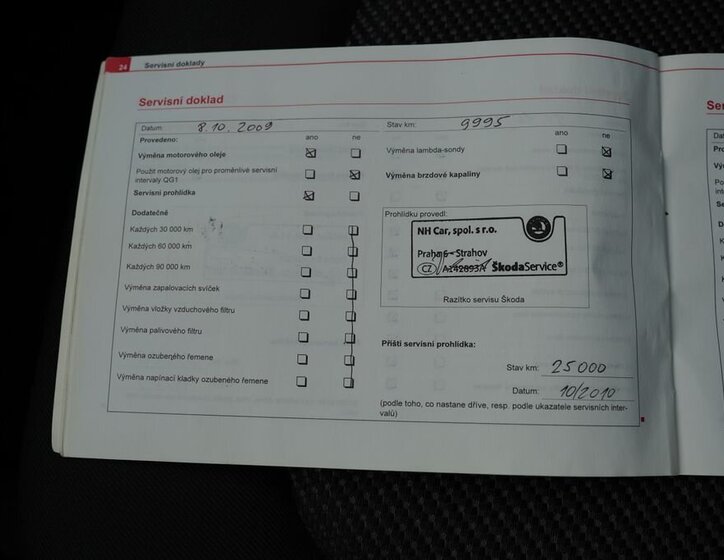 24 Servisní doklady
Servisní doklad
Datum: 8.10.2009
Stav km: 9995
Provedeno: ano ne
ano ne
Výměna motorového oleje
Výměna lambda-sondy
Použit motorový olej pro proměnlivé servisní
intervaly QG1
Výměna brzdové kapaliny
Servisní prohlídka
Dodatečně
Každých 30 000 km
Každých 60 000 km
Každých 90 000 km
Výměna zapalovacích svíček
Výměna vložky vzduchového filtru
Výměna palivového filtru
Výměna ozubeného řemene
Výměna napínací kladky ozubeného řemene
Prohlídku provedl:
NH Car, spol. s r.o.
Praha 6 - Strahov
CZ A142893A ŠkodaService®
Razítko servisu Škoda
Příští servisní prohlídka:
Stav km: 25000
Datum: 10/2010
(podle toho, co nastane dříve, resp. podle ukazatele servisních inter-
valů)
Ser